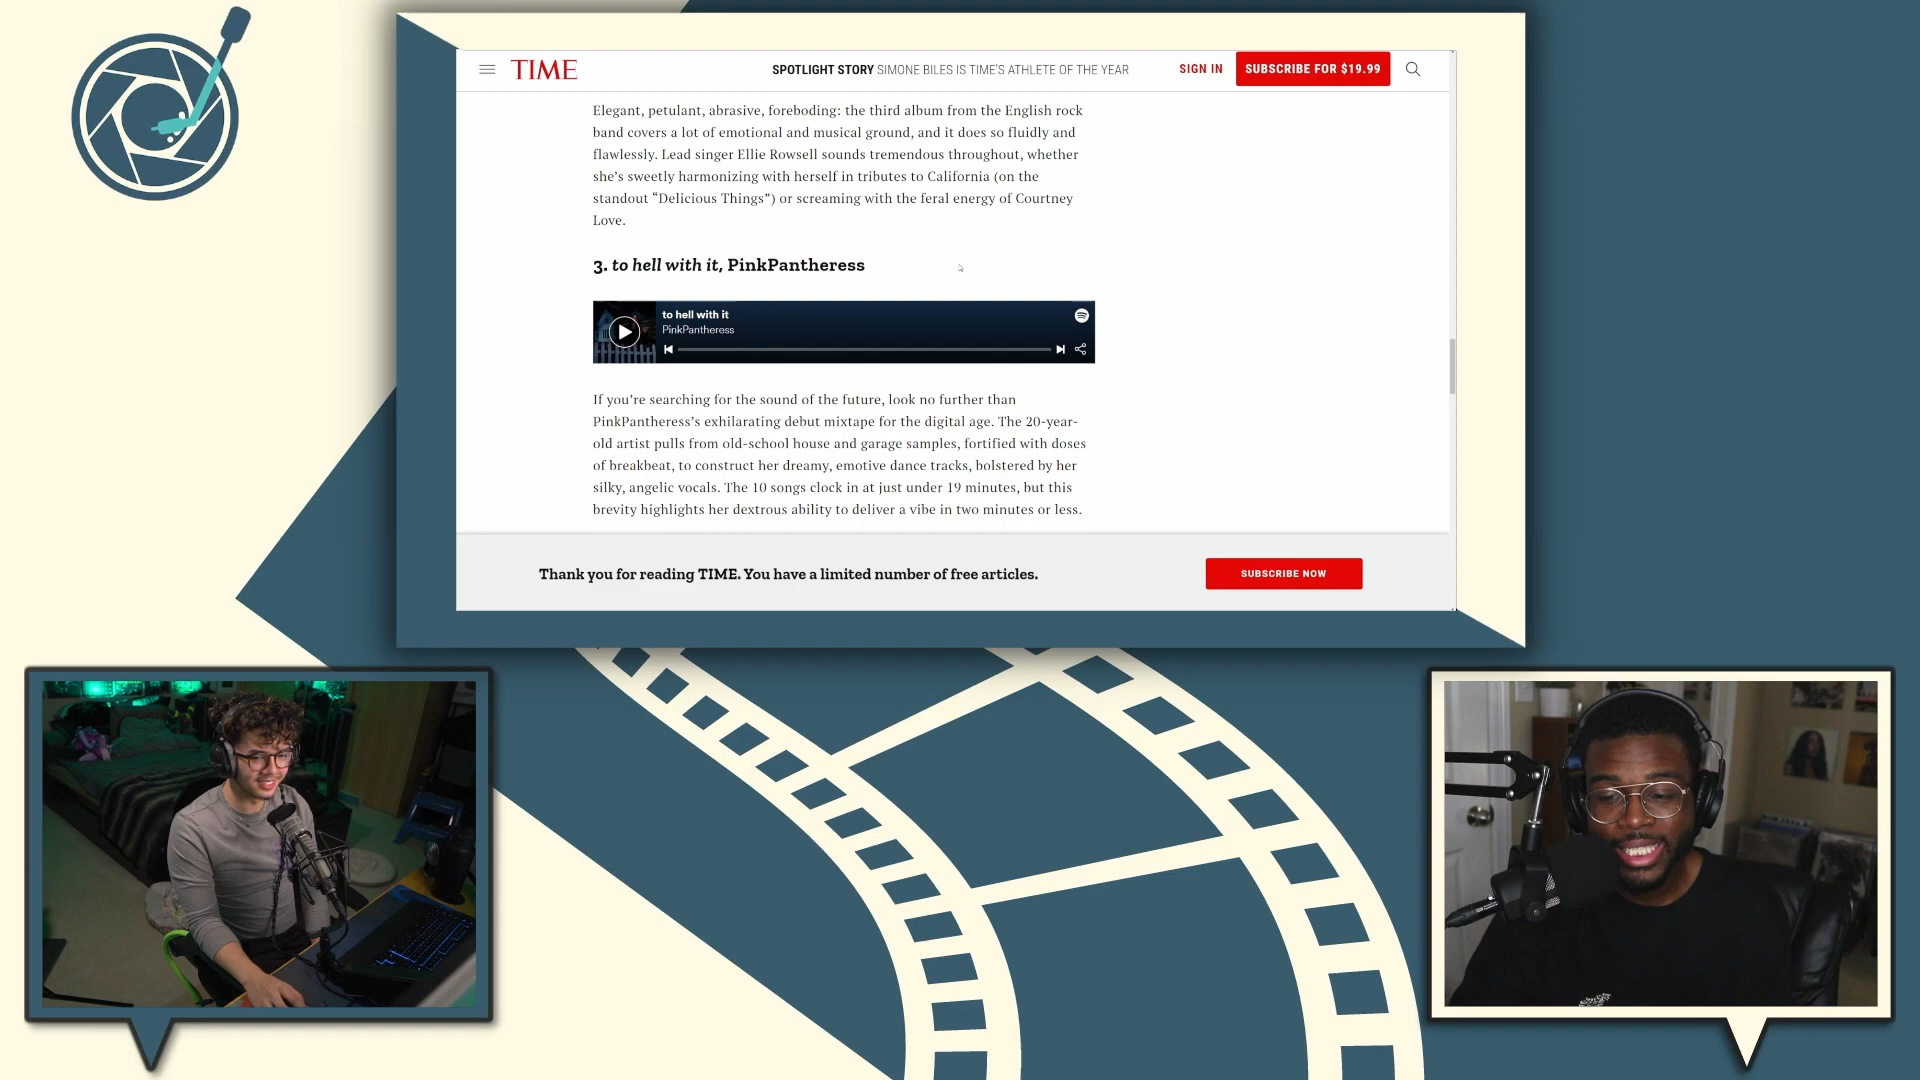 TIME
SPOTLIGHT STORY SIMONE BILES IS TIME'S ATHLETE OF THE YEAR
SIGN IN
SUBSCRIBE FOR $19.99
Elegant, petulant, abrasive, foreboding: the third album from the English rock
band covers a lot of emotional and musical ground, and it does so fluidly and
flawlessly. Lead singer Ellie Rowsell sounds tremendous throughout, whether
she’s sweetly harmonizing with herself in tributes to California (on the
standout “Delicious Things”) or screaming with the feral energy of Courtney
Love.
3. to hell with it, PinkPantheress
to hell with it
PinkPantheress
If you’re searching for the sound of the future, look no further than
PinkPantheress’s exhilarating debut mixtape for the digital age. The 20-year-
old artist pulls from old-school house and garage samples, fortified with doses
of breakbeat, to construct her dreamy, emotive dance tracks, bolstered by her
silky, angelic vocals. The 10 songs clock in at just under 19 minutes, but this
brevity highlights her dextrous ability to deliver a vibe in two minutes or less.
Thank you for reading TIME. You have a limited number of free articles.
SUBSCRIBE NOW